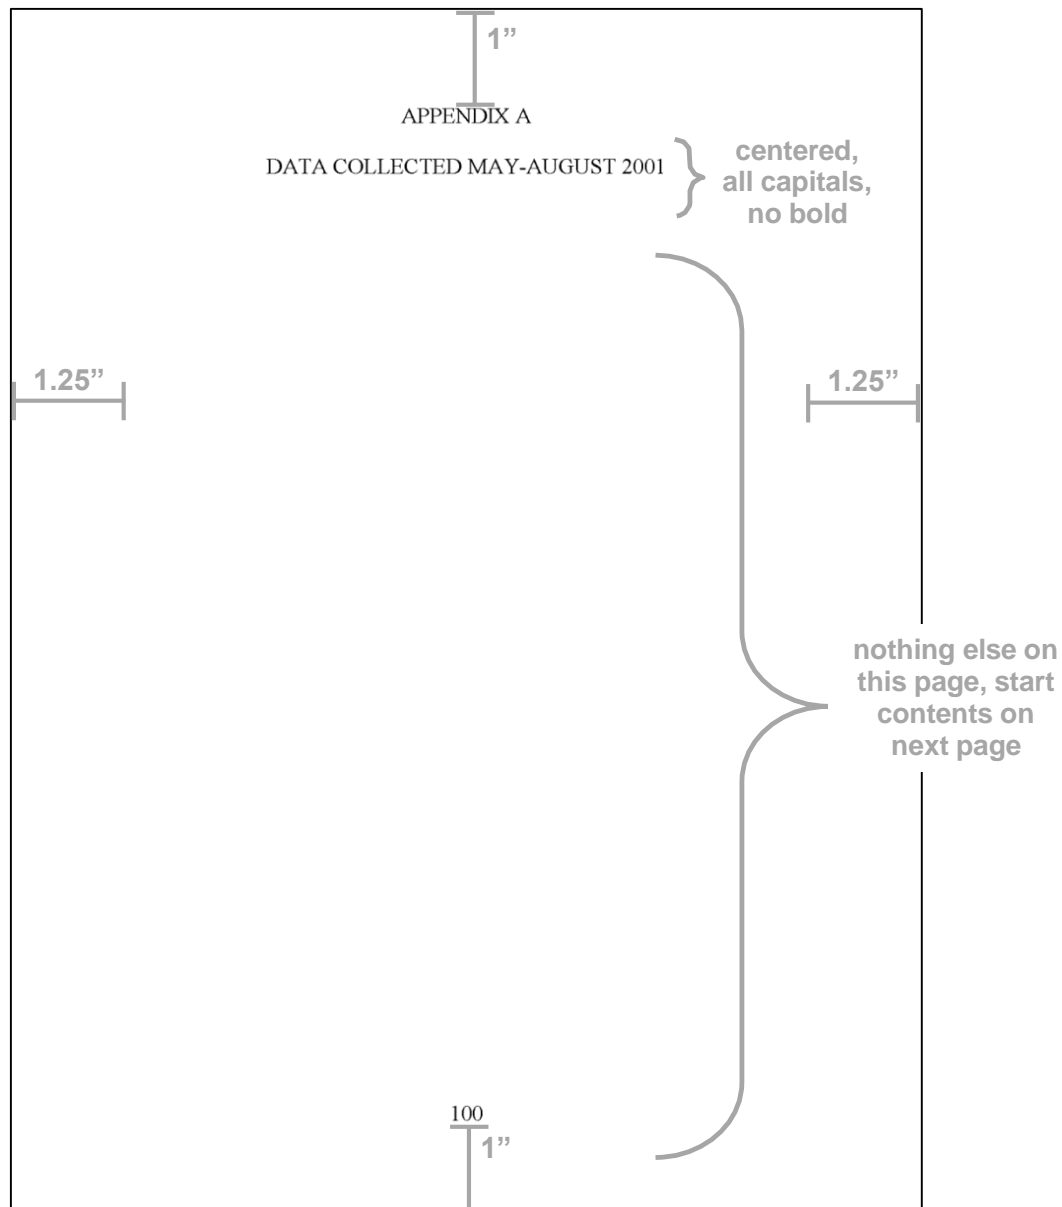 1”
APPENDIX A
DATA COLLECTED MAY-AUGUST 2001
centered,
all capitals,
no bold
1.25”
1.25”
nothing else on
this page, start
contents on
next page
100
1”